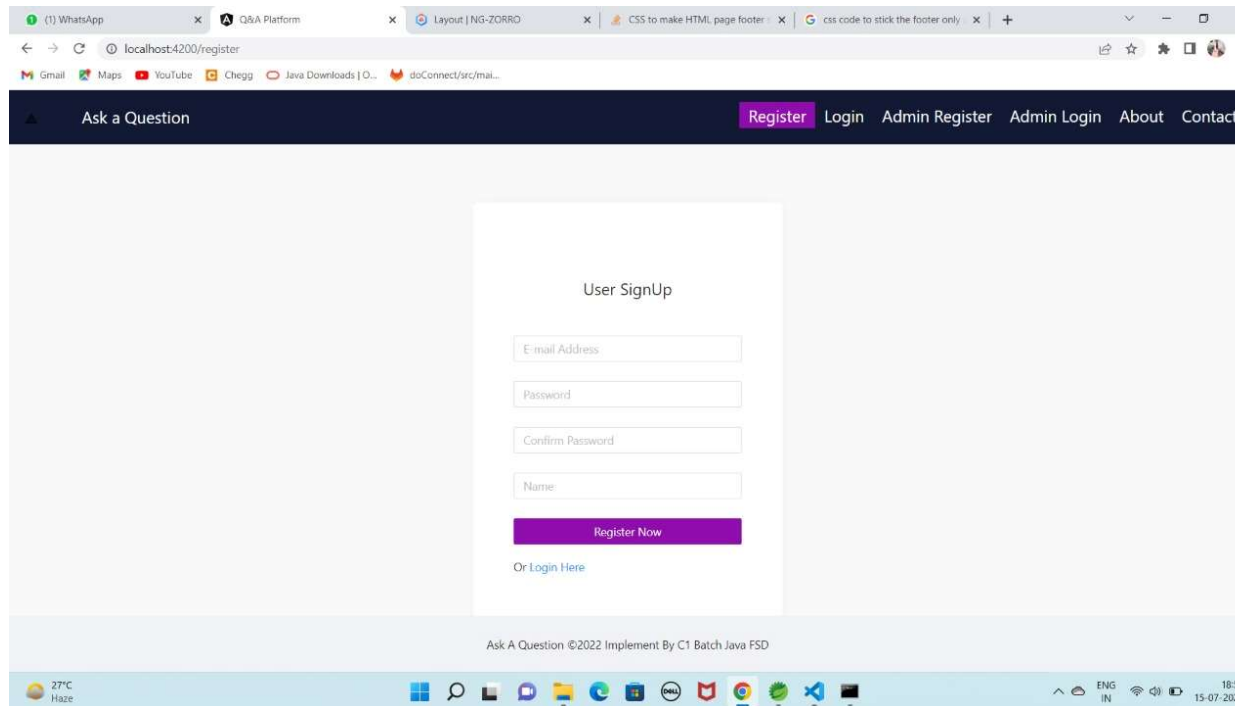 (1) WhatsApp
Q&A Platform
Layout | NG-ZORRO
CSS to make HTML page footer
css code to stick the footer only
localhost:4200/register
Gmail
Maps
YouTube
Chegg
Java Downloads | O...
doConnect/src/mai...
Ask a Question
Register
Login
Admin Register
Admin Login
About
Contact
User SignUp
E-mail Address
Password
Confirm Password
Name
Register Now
Or Login Here
Ask A Question ©2022 Implement By C1 Batch Java FSD
27°C
Haze
DELL
ENG
IN